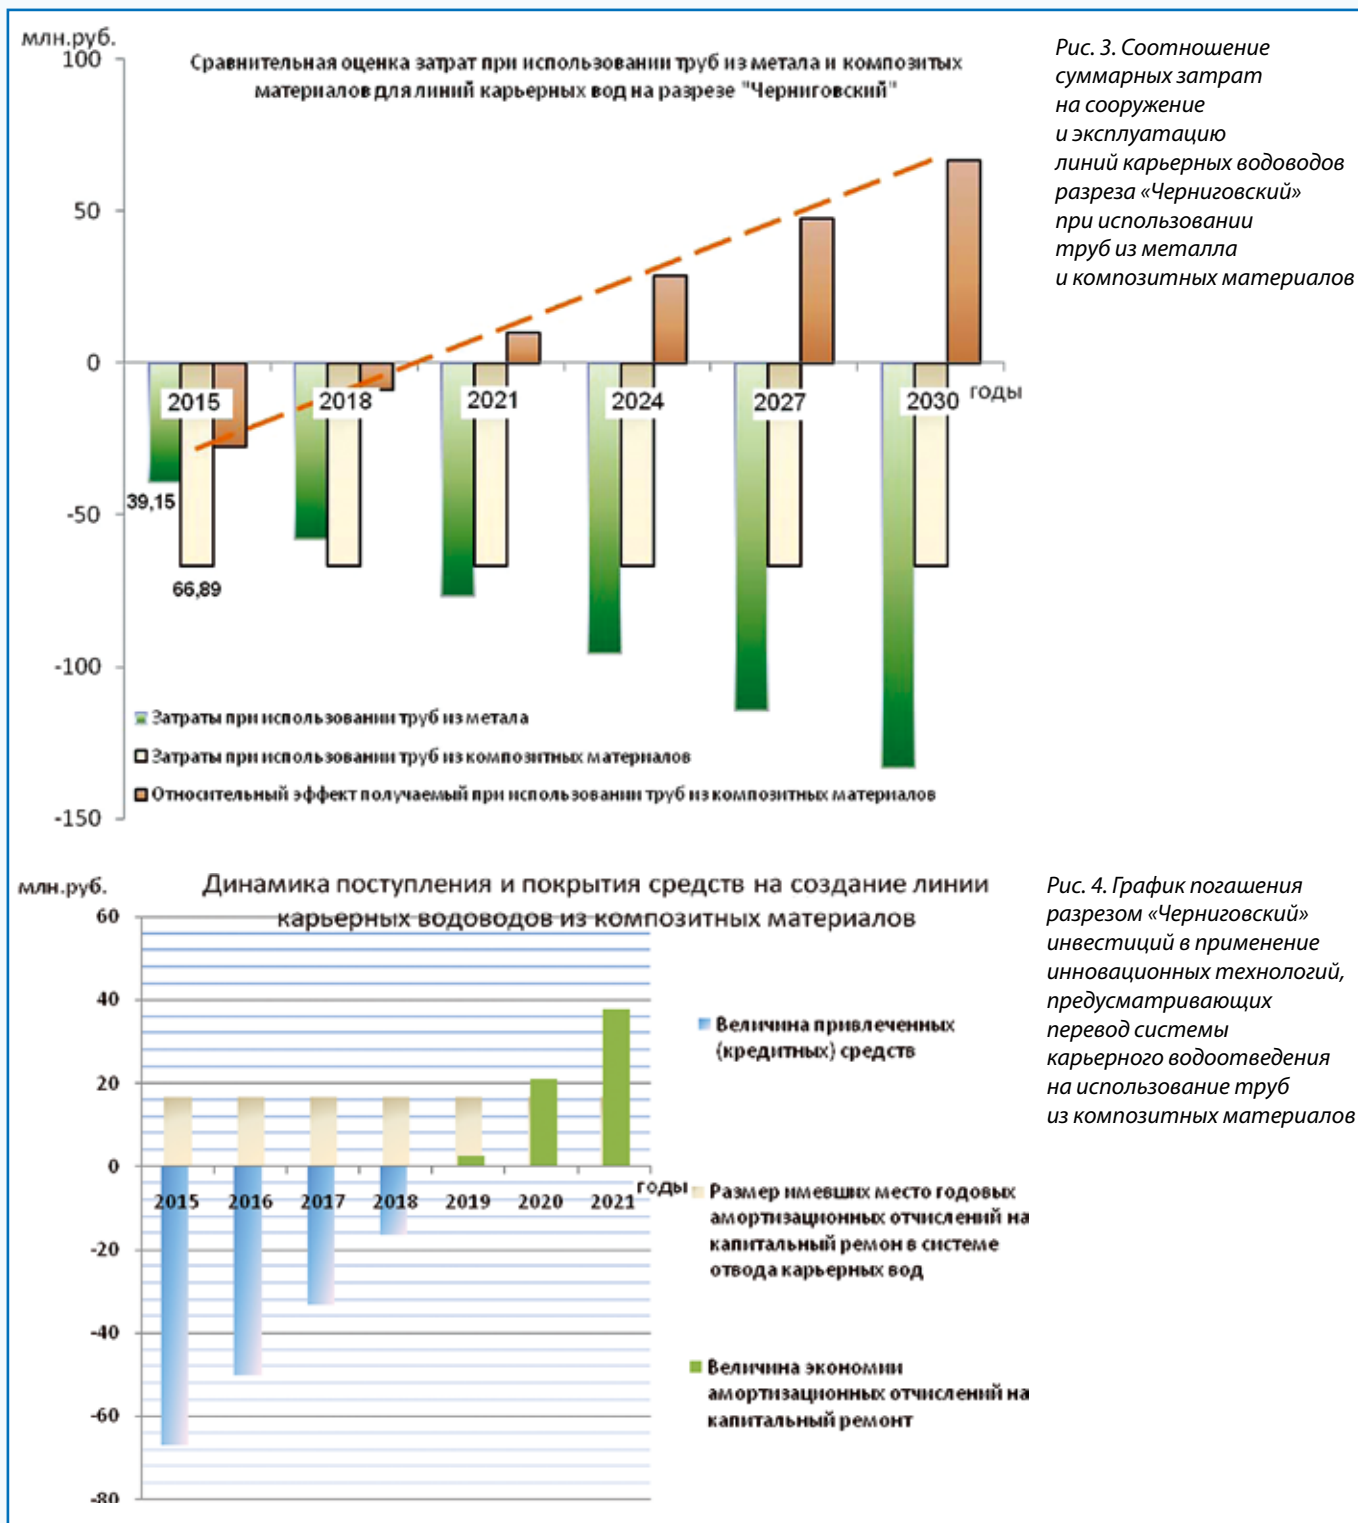 млн.руб.
Сравнительная оценка затрат при использовании труб из метала и композитых
материалов для линий карьерных вод на разрезе "Черниговский"
100
50
0
-50
-100
-150
2015
2018
2021
2024
2027
2030
годы
39,15
66,89
Затраты при использовании труб из метала
Затраты при использовании труб из композитных материалов
Относительный эффект получаемый при использовании труб из композитных материалов
Рис. 3. Соотношение
суммарных затрат
на сооружение
и эксплуатацию
линий карьерных водоводов
разреза «Черниговский»
при использовании
труб из металла
и композитных материалов
млн.руб.
Динамика поступления и покрытия средств на создание линии
карьерных водоводов из композитных материалов
60
40
20
0
-20
-40
-60
-80
2015
2016
2017
2018
2019
2020
2021
годы
Величина привлеченных
(кредитных) средств
Размер имевших место годовых
амортизационных отчислений на
капитальный ремон в системе
отвода карьерных вод
Величина экономии
амортизационных отчислений на
капитальный ремонт
Рис. 4. График погашения
разрезом «Черниговский»
инвестиций в применение
инновационных технологий,
предусматривающих
перевод системы
карьерного водоотведения
на использование труб
из композитных материалов